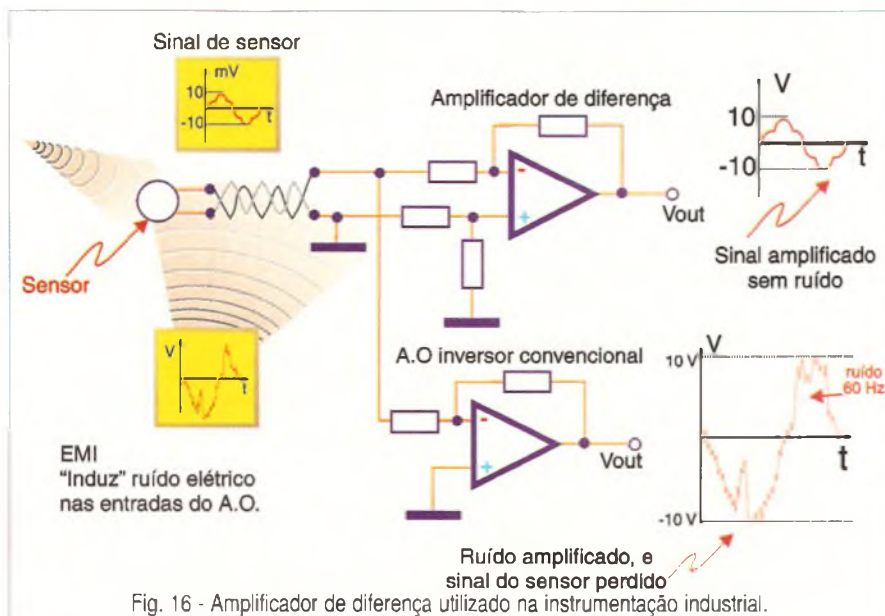 Sinal de sensor
mV
10
-10
t
Amplificador de diferença
-
+
Vout
V
10
-10
t
Sinal amplificado
sem ruído
Sensor
V
t
EMI
“Induz” ruído elétrico
nas entradas do A.O.
A.O inversor convencional
-
+
Vout
V
10 V
-10 V
t
ruído
60 Hz
Ruído amplificado, e
sinal do sensor perdido
Fig. 16 - Amplificador de diferença utilizado na instrumentação industrial.